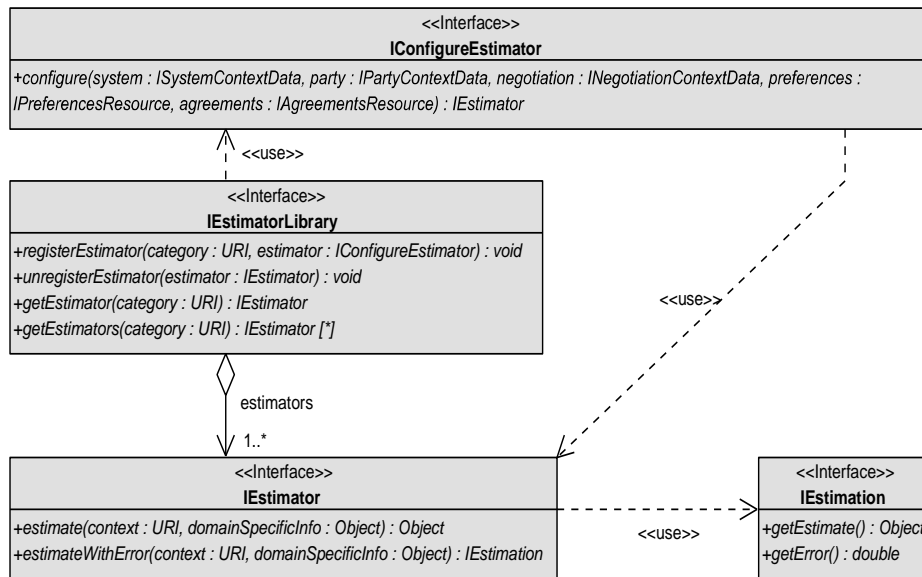 <<Interface>>
IConfigureEstimator
+configure(system : ISystemContextData, party : IPartyContextData, negotiation : INegotiationContextData, preferences :
IPreferencesResource, agreements : IAgreementsResource) : IEstimator
<<use>>
<<Interface>>
IEstimatorLibrary
+registerEstimator(category : URI, estimator : IConfigureEstimator) : void
+unregisterEstimator(estimator : IEstimator) : void
+getEstimator(category : URI) : IEstimator
+getEstimators(category : URI) : IEstimator [*]
<<use>>
estimators
1..*
<<Interface>>
IEstimator
+estimate(context : URI, domainSpecificInfo : Object) : Object
+estimateWithError(context : URI, domainSpecificInfo : Object) : IEstimation
<<use>>
<<Interface>>
IEstimation
+getEstimate() : Object
+getError() : double